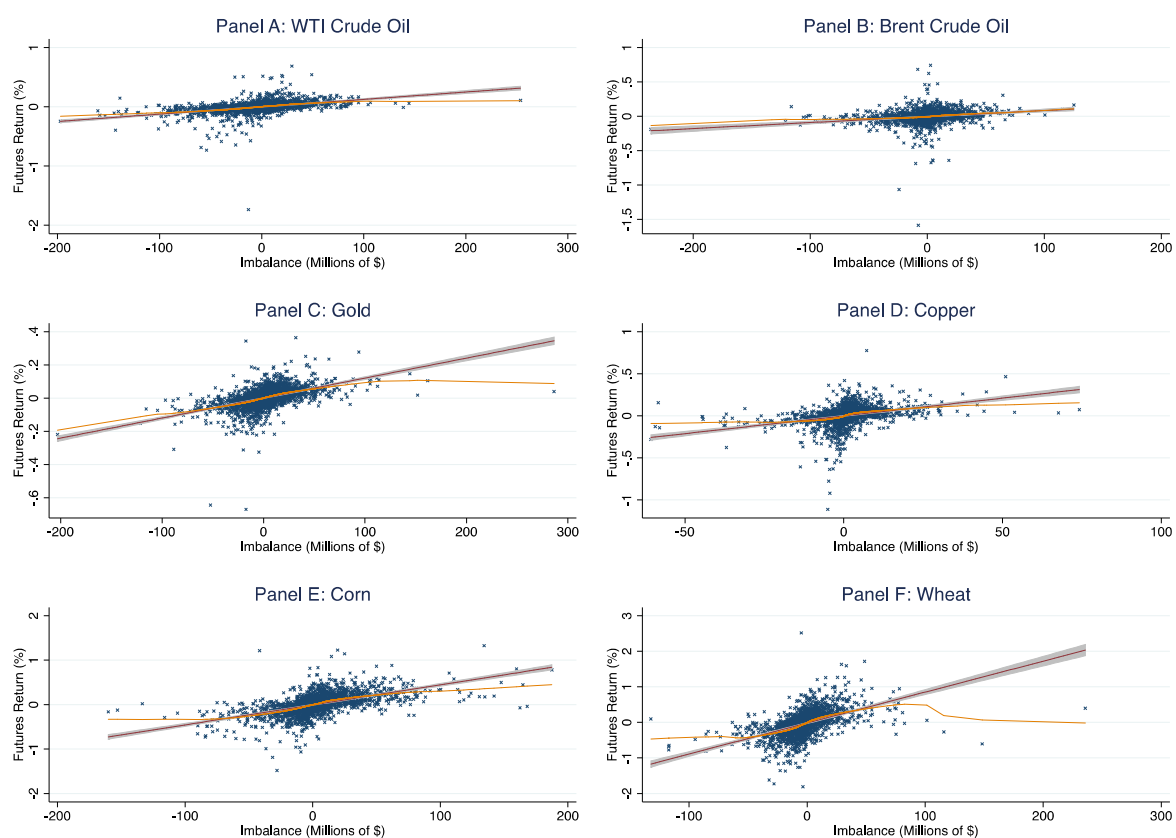 Panel A: WTI Crude Oil
Futures Return (%)
1
0
-1
-2
-200 -100 0 100 200 300
Imbalance (Millions of $)
Panel B: Brent Crude Oil
Futures Return (%)
1
.5
0
-.5
-1
-1.5
-200 -100 0 100 200
Imbalance (Millions of $)
Panel C: Gold
Futures Return (%)
.4
.2
0
-.2
-.4
-.6
-200 -100 0 100 200 300
Imbalance (Millions of $)
Panel D: Copper
Futures Return (%)
1
.5
0
-.5
-1
-50 0 50 100
Imbalance (Millions of $)
Panel E: Corn
Futures Return (%)
2
1
0
-1
-2
-200 -100 0 100 200
Imbalance (Millions of $)
Panel F: Wheat
Futures Return (%)
3
2
1
0
-1
-2
-100 0 100 200 300
Imbalance (Millions of $)